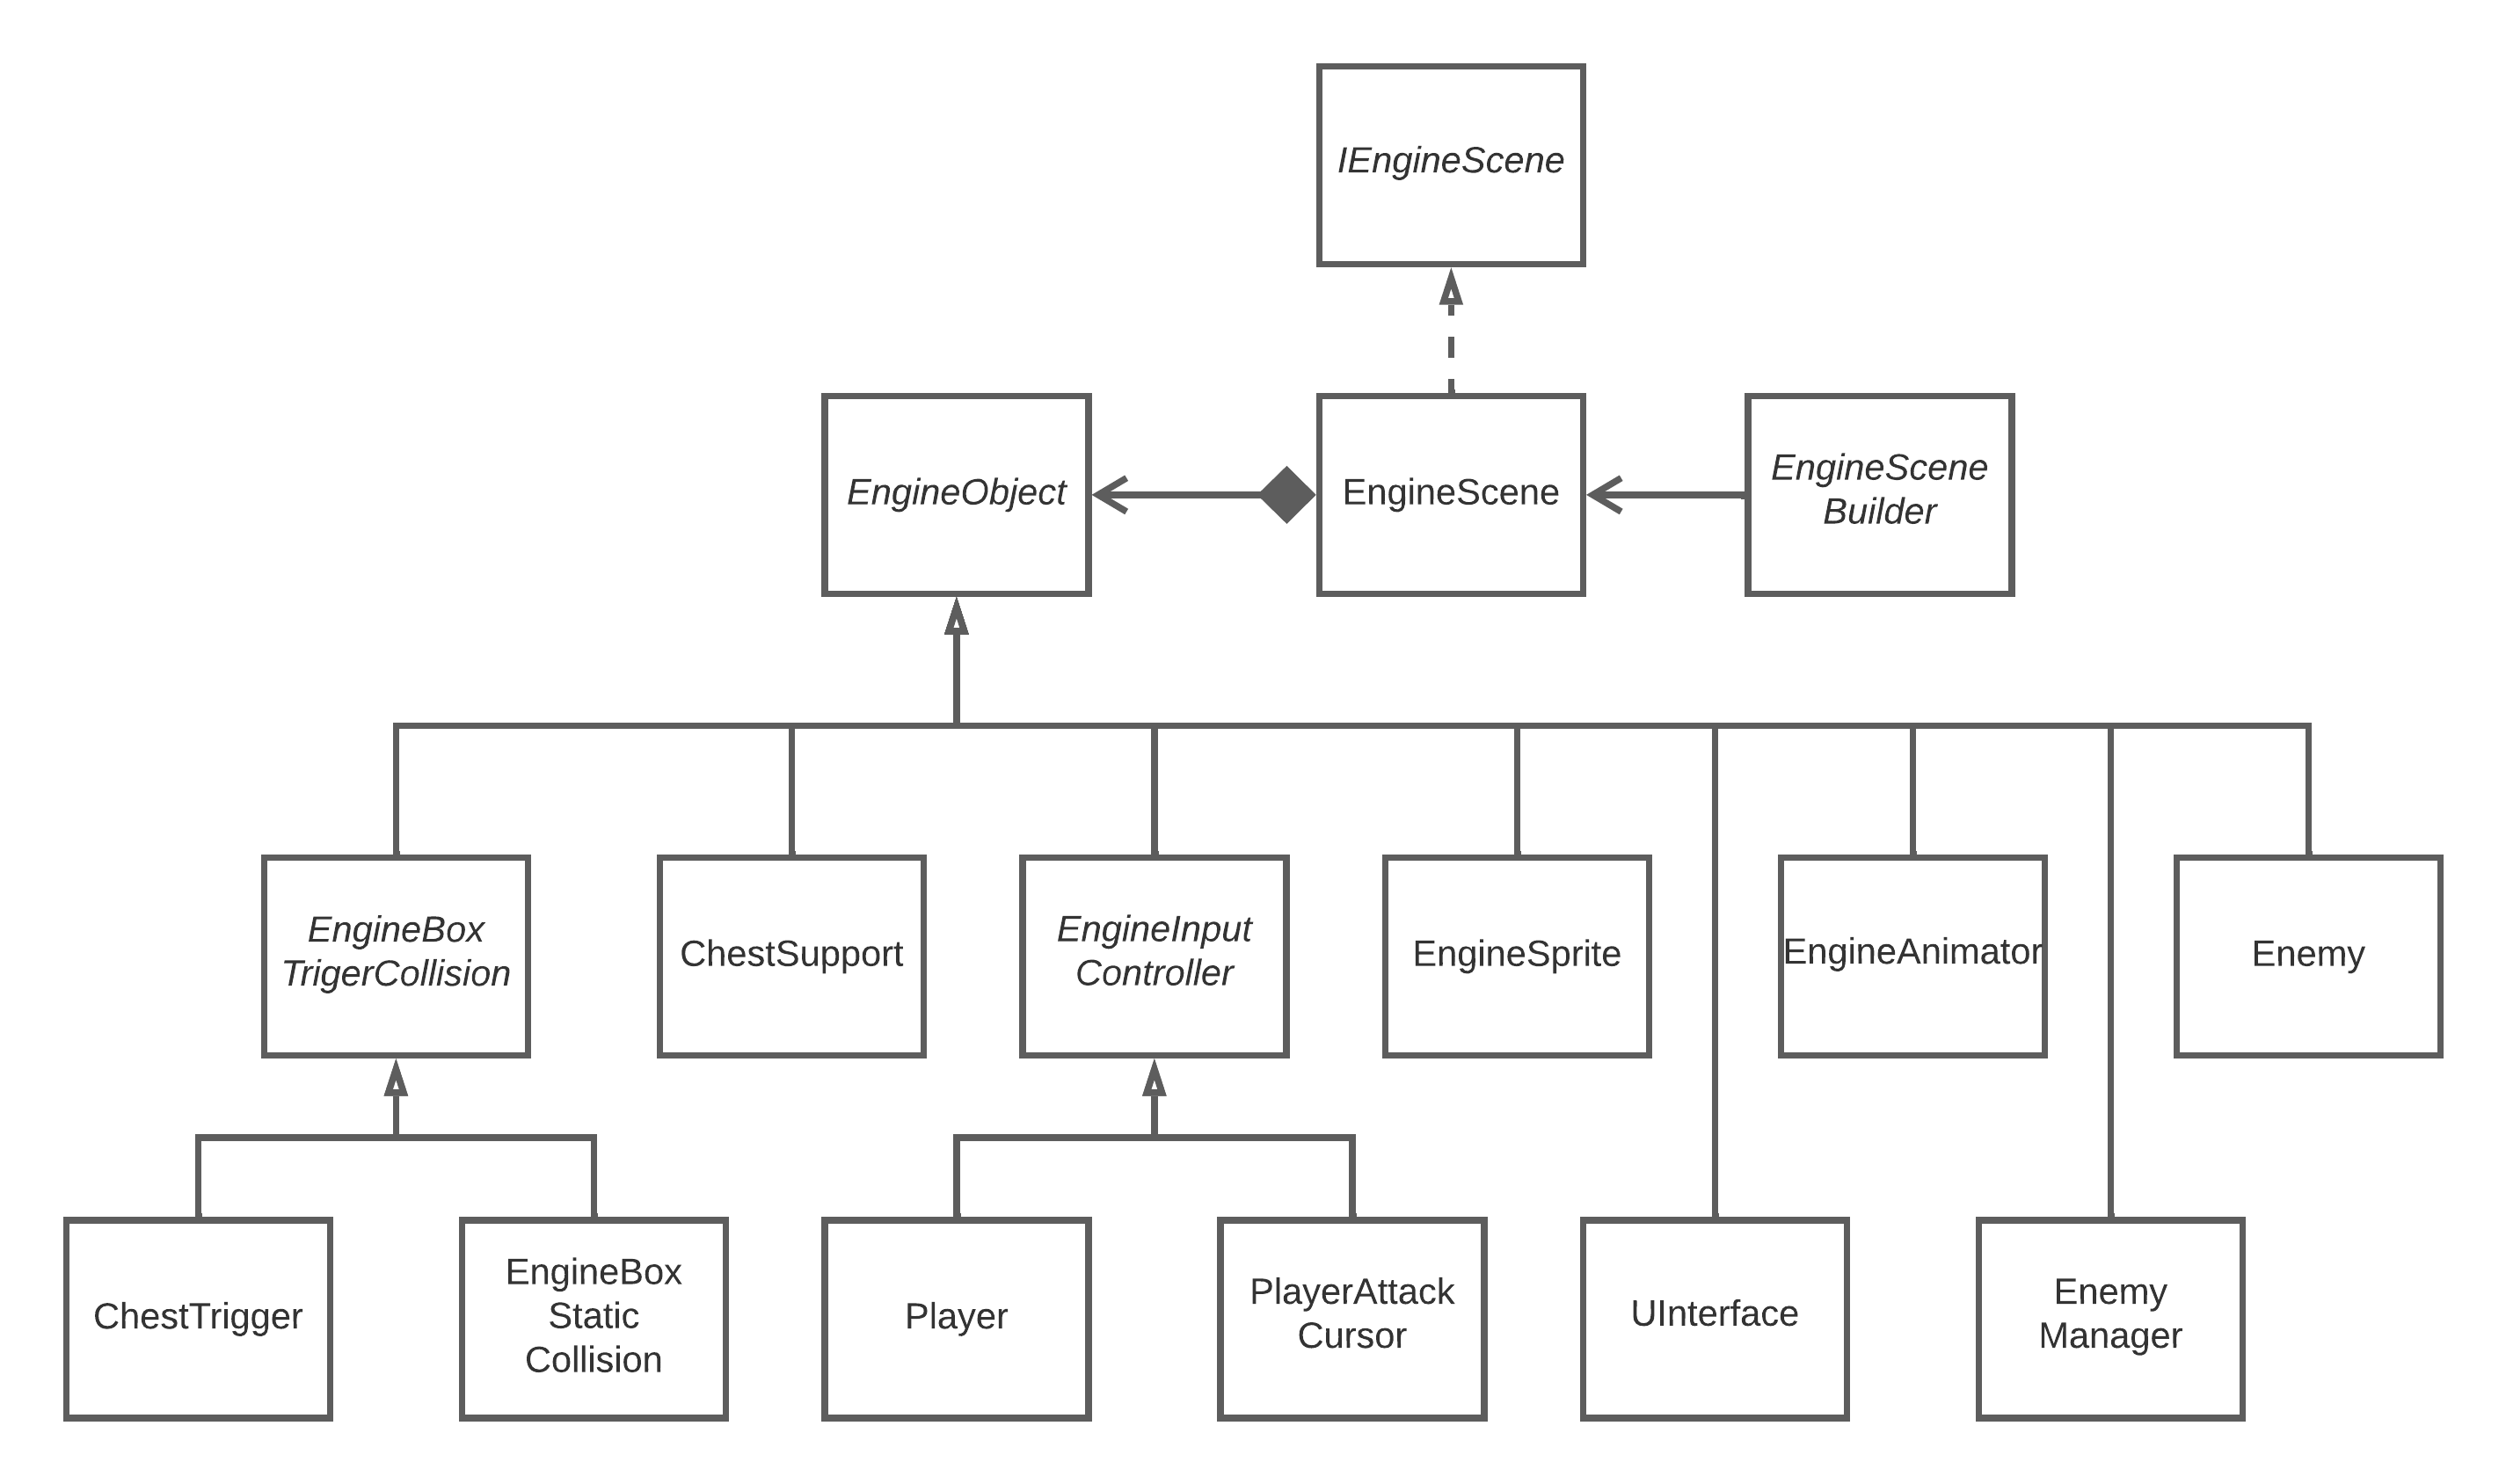 IEngineScene
EngineObject
EngineScene
EngineScene
Builder
EngineBox
TrigerCollision
ChestSupport
EngineInput
Controller
EngineSprite
EngineAnimator
Enemy
ChestTrigger
EngineBox
Static
Collision
Player
PlayerAttack
Cursor
UInterface
Enemy
Manager